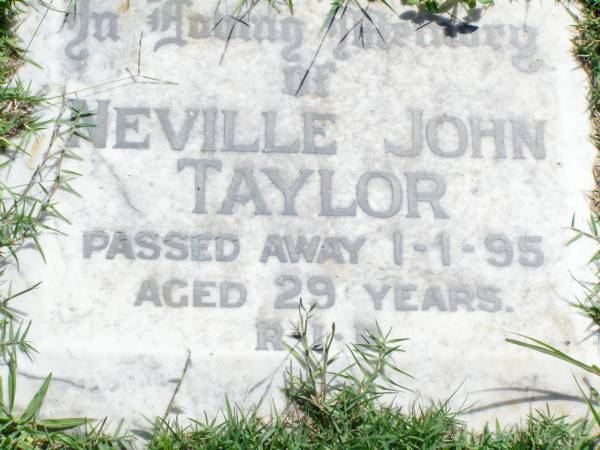 In Loving Memory
of
NEVILLE JOHN
TAYLOR
PASSED AWAY 1-1-95
AGED 29 YEARS.
R.I.P.